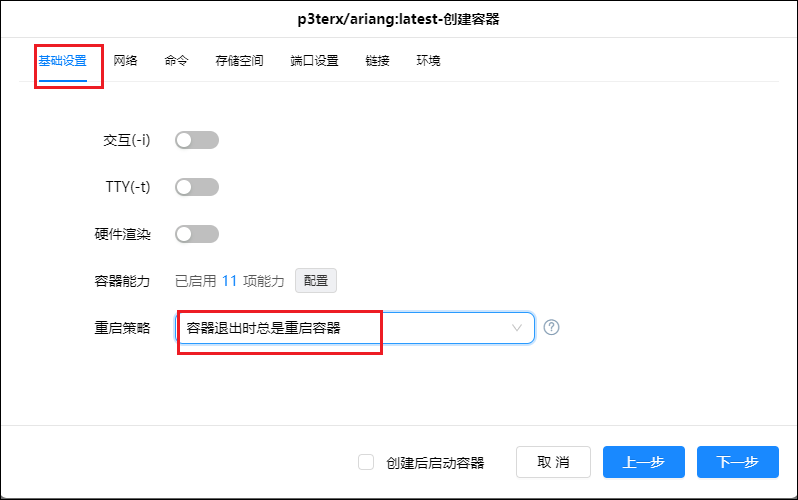 p3terx/ariang:latest-创建容器
基础设置 网络 命令 存储空间 端口设置 链接 环境
交互(-i)
TTY(-t)
硬件渲染
容器能力 已启用 11 项能力 配置
重启策略 容器退出时总是重启容器 ?
创建后启动容器 取 消 上一步 下一步